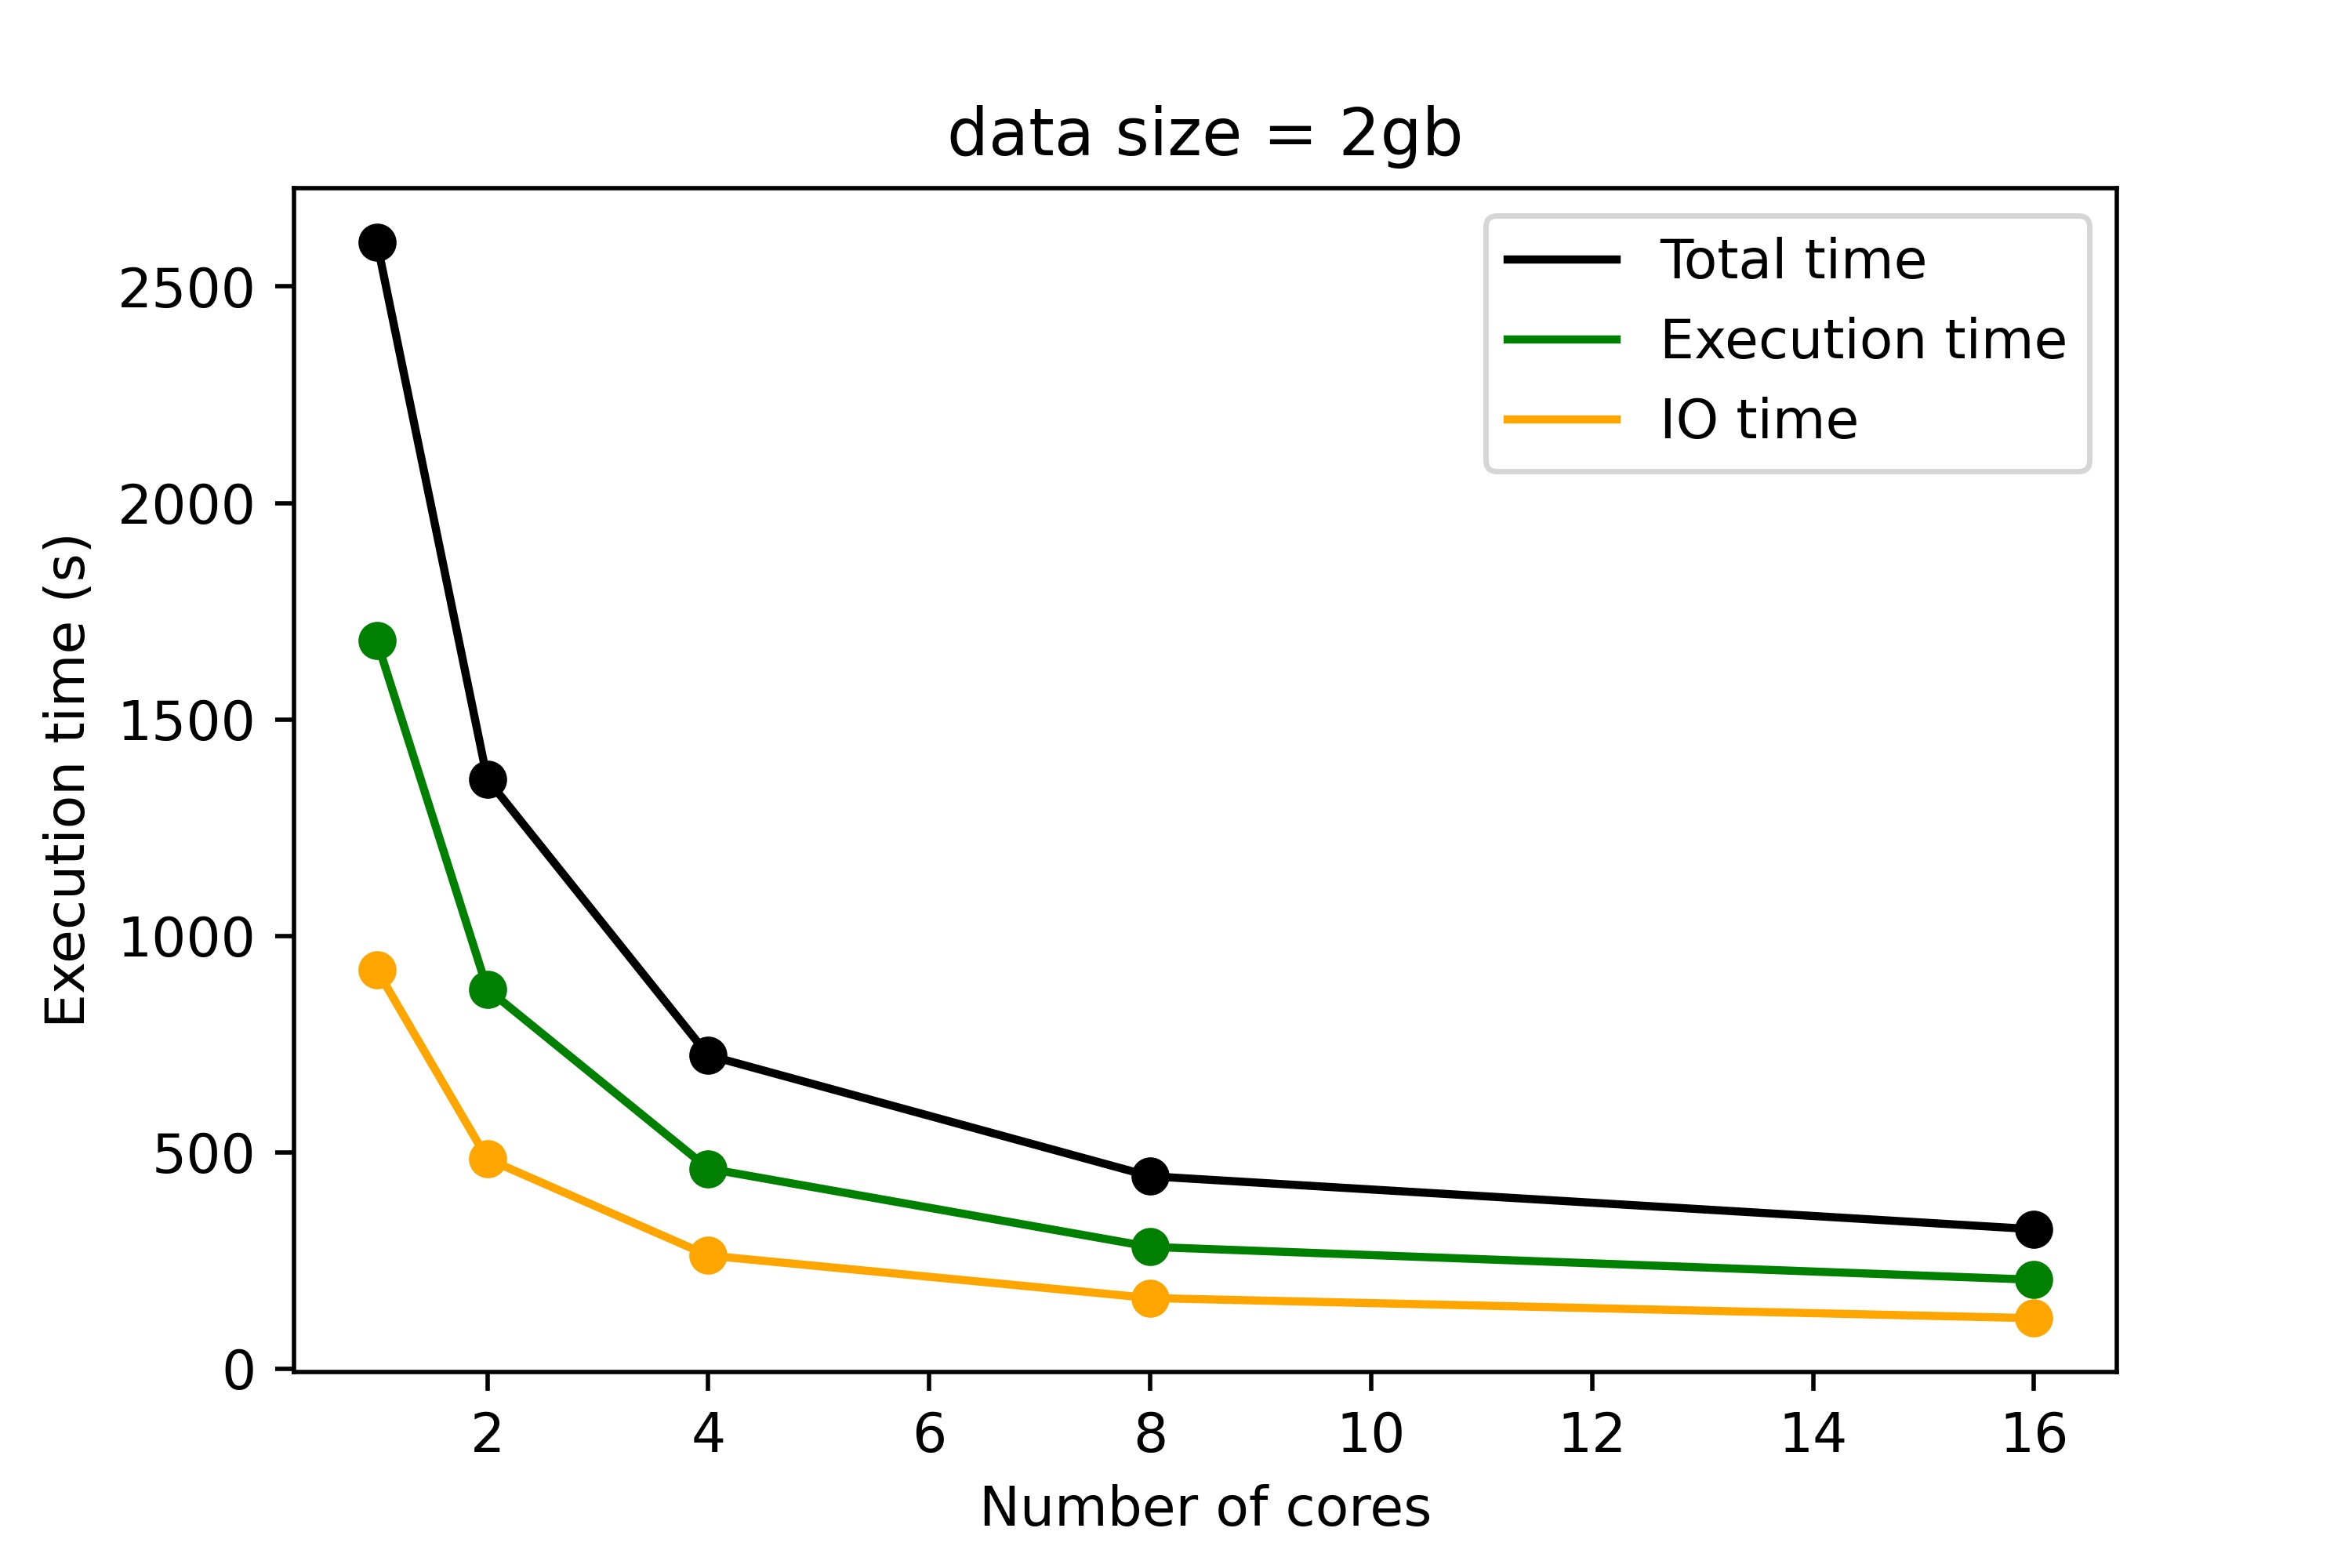 data size = 2gb
Total time
Execution time
IO time
Execution time (s)
2500
2000
1500
1000
500
0
2 4 6 8 10 12 14 16
Number of cores